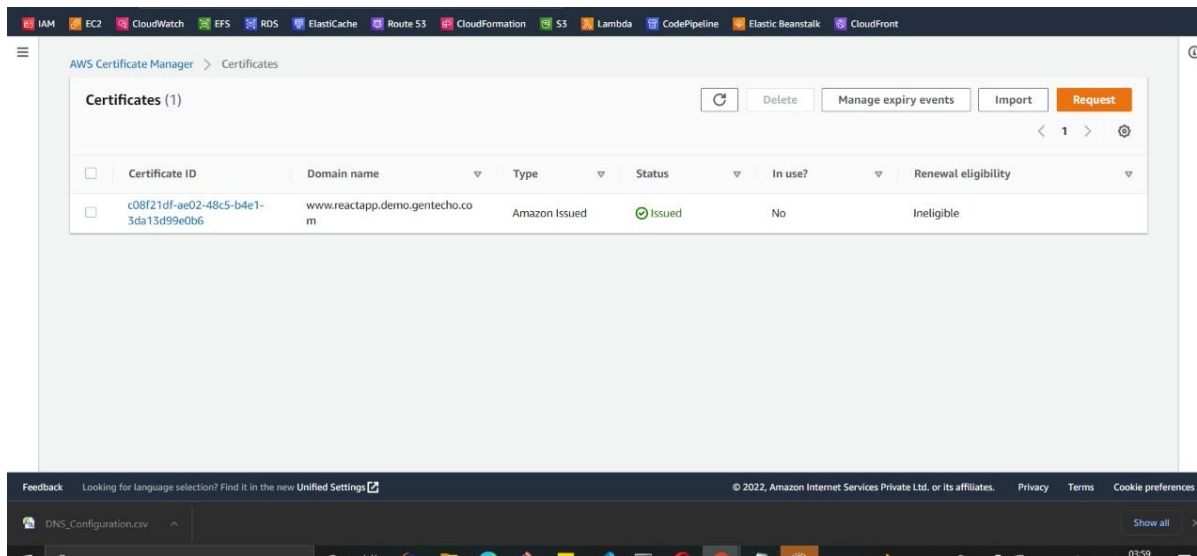 IAM EC2 CloudWatch EFS RDS ElastiCache Route 53 CloudFormation S3 Lambda CodePipeline Elastic Beanstalk CloudFront
AWS Certificate Manager > Certificates
Certificates (1) Delete Manage expiry events Import Request
1
Certificate ID Domain name Type Status In use? Renewal eligibility
c08f21df-ae02-48c5-b4e1- www.reactapp.demo.gentecho.co Amazon Issued Issued No Ineligible
3da13d99e0b6 m
Feedback Looking for language selection? Find it in the new Unified Settings © 2022, Amazon Internet Services Private Ltd. or its affiliates. Privacy Terms Cookie preferences
DNS_Configuration.csv Show all
03:59